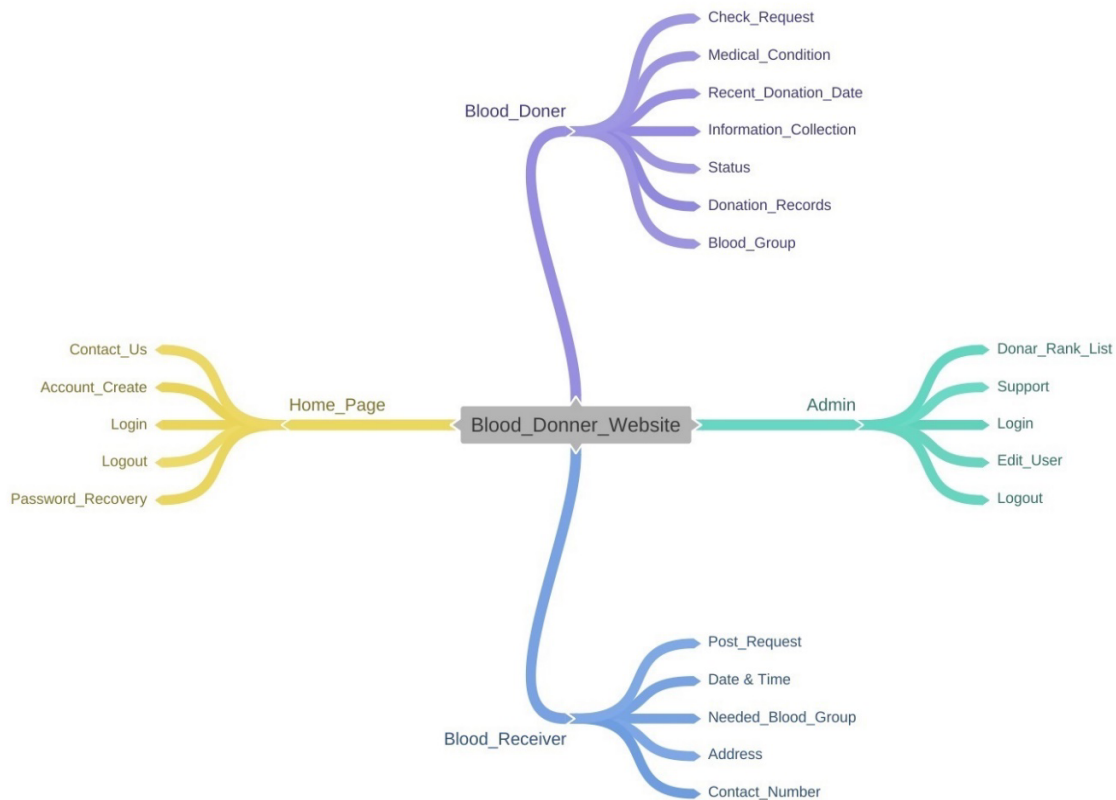 Check_Request
Medical_Condition
Recent_Donation_Date
Blood_Doner
Information_Collection
Status
Donation_Records
Blood_Group
Contact_Us
Account_Create
Login
Logout
Password_Recovery
Home_Page
Blood_Donner_Website
Admin
Donar_Rank_List
Support
Login
Edit_User
Logout
Post_Request
Date & Time
Needed_Blood_Group
Blood_Receiver
Address
Contact_Number